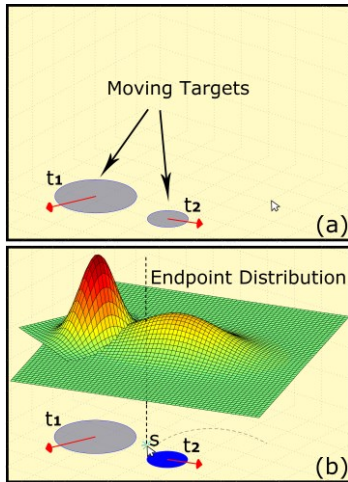 Moving Targets
t1
t2
(a)
Endpoint Distribution
t1
s
t2
(b)